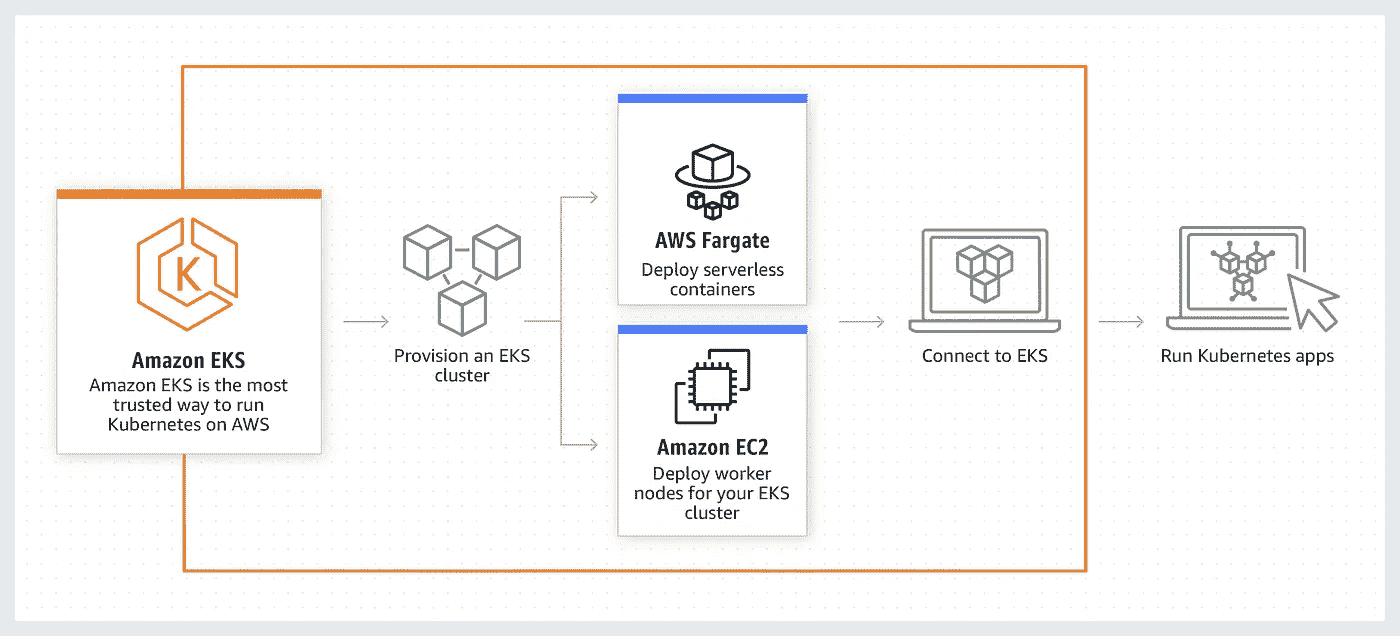 K
Amazon EKS
Amazon EKS is the most
trusted way to run
Kubernetes on AWS
Provision an EKS
cluster
AWS Fargate
Deploy serverless
containers
Amazon EC2
Deploy worker
nodes for your EKS
cluster
Connect to EKS
Run Kubernetes apps